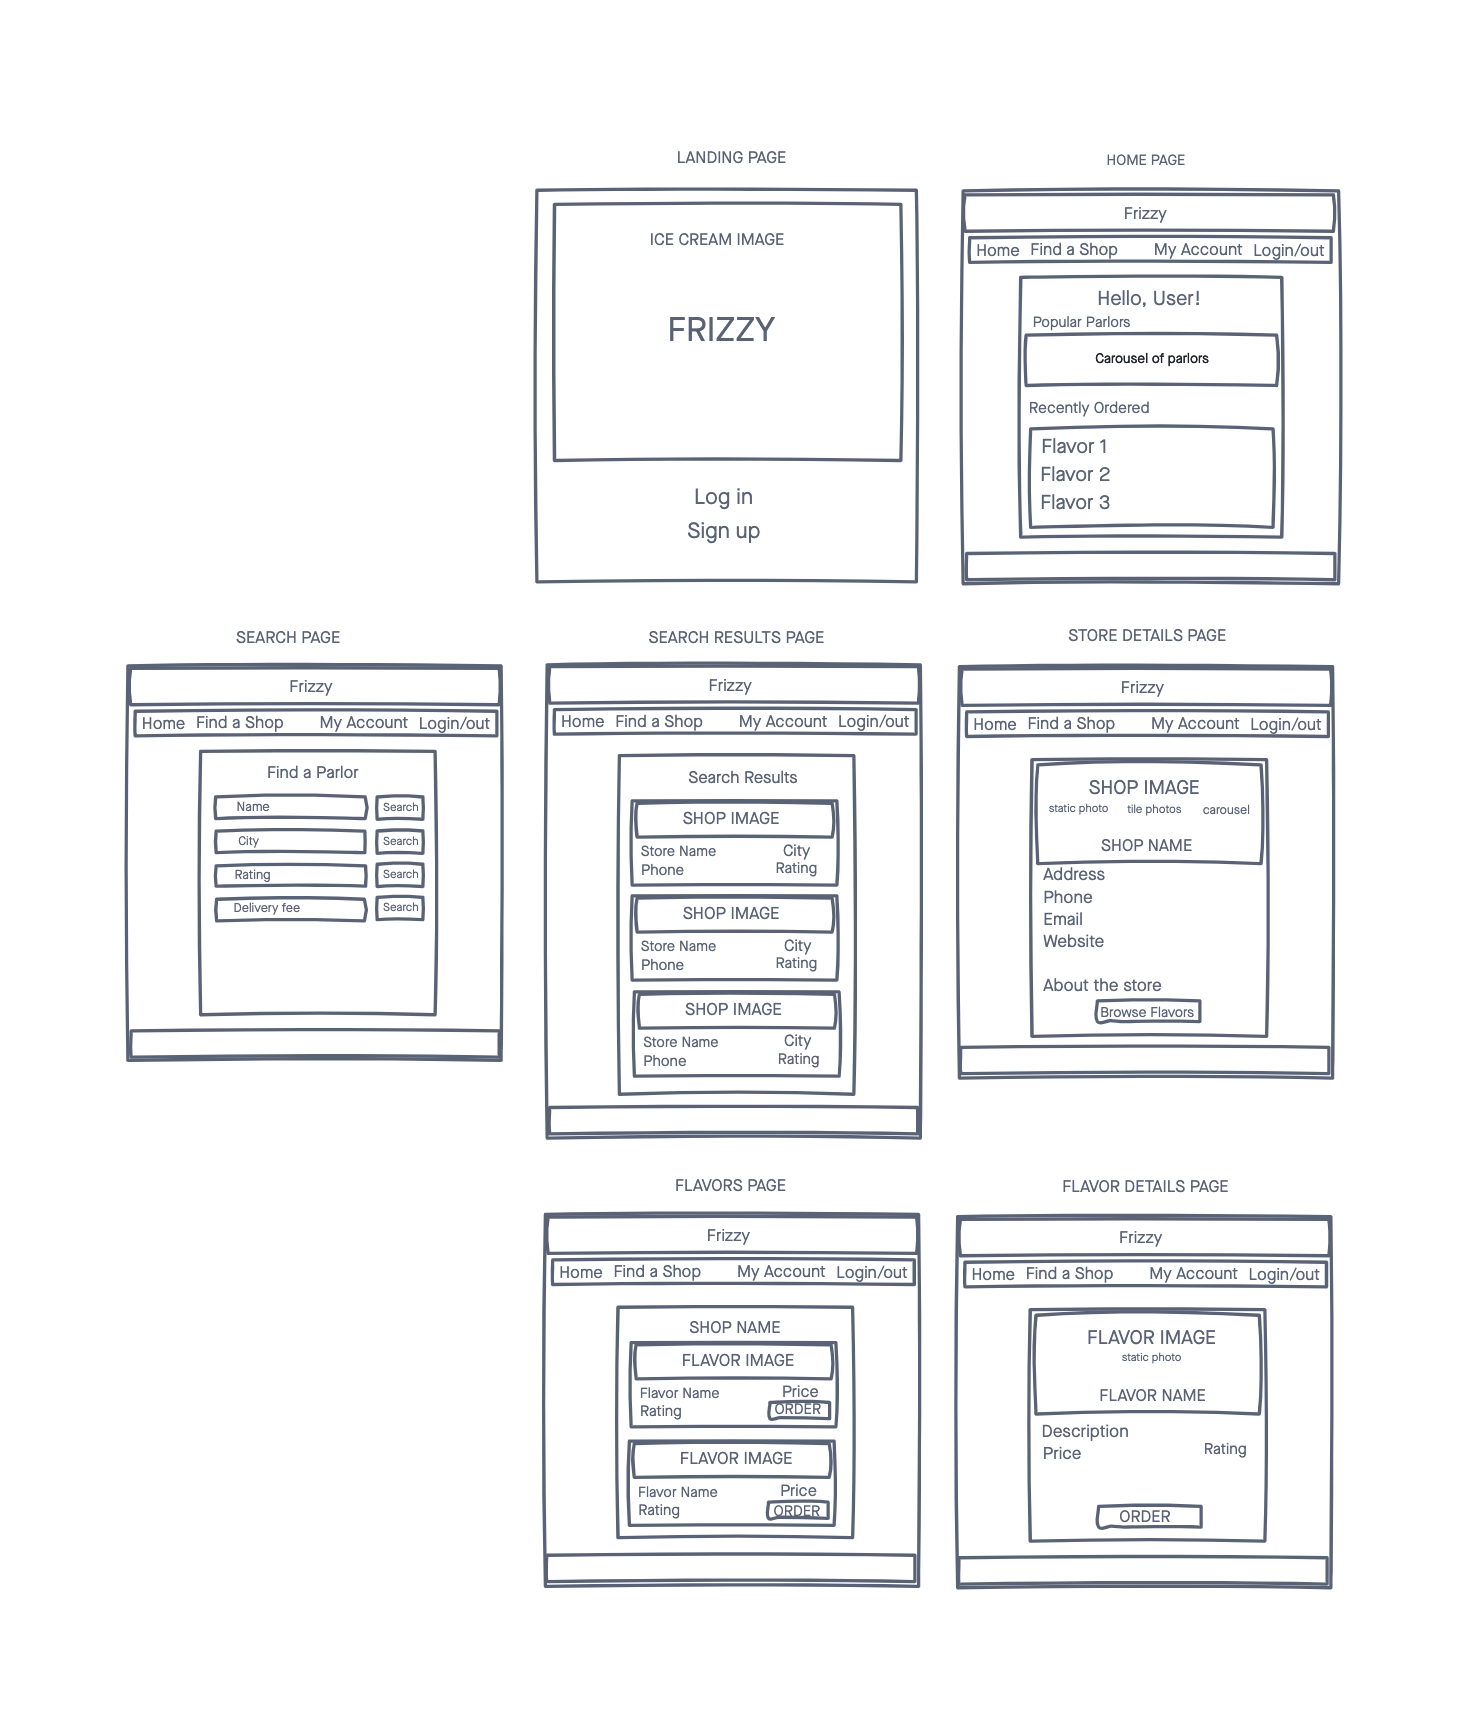 LANDING PAGE
ICE CREAM IMAGE
FRIZZY
Log in
Sign up
HOME PAGE
Frizzy
Home Find a Shop My Account Login/out
Hello, User!
Popular Parlors
Carousel of parlors
Recently Ordered
Flavor 1
Flavor 2
Flavor 3
SEARCH PAGE
Frizzy
Home Find a Shop My Account Login/out
Find a Parlor
Name Search
City Search
Rating Search
Delivery fee Search
SEARCH RESULTS PAGE
Frizzy
Home Find a Shop My Account Login/out
Search Results
SHOP IMAGE
Store Name City
Phone Rating
SHOP IMAGE
Store Name City
Phone Rating
SHOP IMAGE
Store Name City
Phone Rating
STORE DETAILS PAGE
Frizzy
Home Find a Shop My Account Login/out
SHOP IMAGE
static photo tile photos carousel
SHOP NAME
Address
Phone
Email
Website
About the store
Browse Flavors
FLAVORS PAGE
Frizzy
Home Find a Shop My Account Login/out
SHOP NAME
FLAVOR IMAGE
Flavor Name Price
Rating ORDER
FLAVOR IMAGE
Flavor Name Price
Rating ORDER
FLAVOR DETAILS PAGE
Frizzy
Home Find a Shop My Account Login/out
FLAVOR IMAGE
static photo
FLAVOR NAME
Description
Price Rating
ORDER